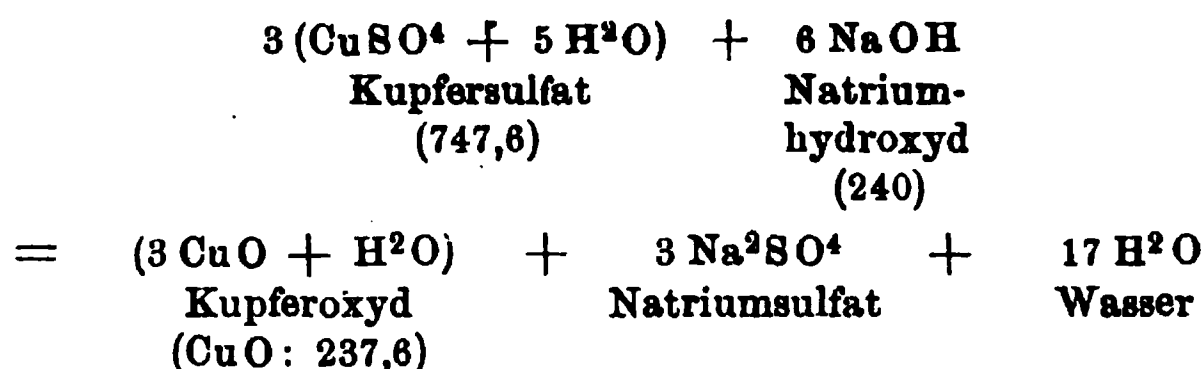 3 (CuSO⁴ + 5 H²O) + 6 NaOH
Kupfersulfat Natrium-
(747,6) hydroxyd
(240)
= (3 CuO + H²O) + 3 Na²SO⁴ + 17 H²O
Kupferoxyd Natriumsulfat Wasser
(CuO: 237,6)